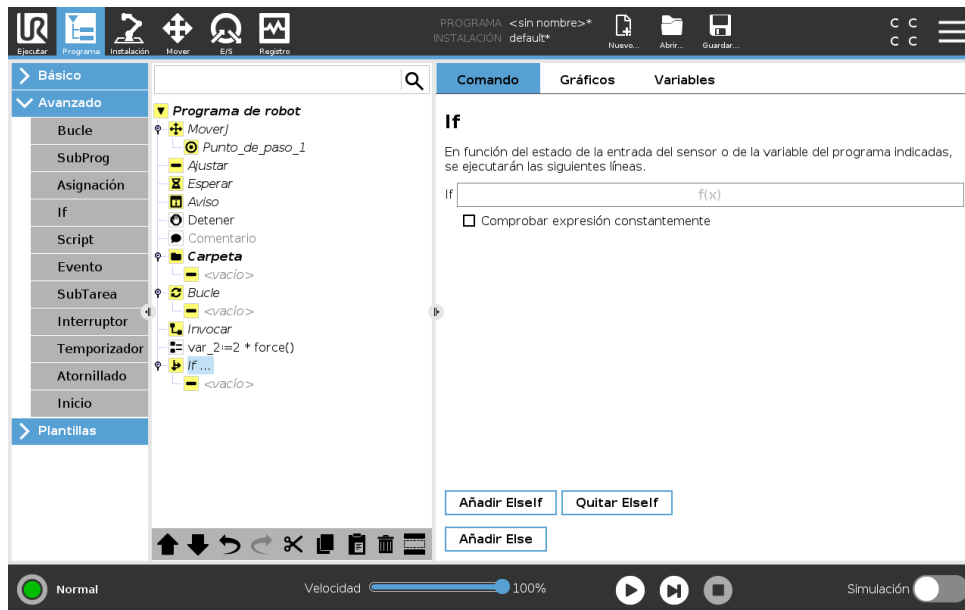 UR
Ejecutar Programa Instalación Mover E/S Registro
PROGRAMA <sin nombre>*
INSTALACIÓN default*
Nuevo... Abrir... Guardar...
C C
C C
Básico
Avanzado
Bucle
SubProg
Asignación
If
Script
Evento
SubTarea
Interruptor
Temporizador
Atornillado
Inicio
Plantillas
Programa de robot
MoverJ
Punto_de_paso_1
Ajustar
Esperar
Aviso
Detener
Comentario
Carpeta
<vacío>
Bucle
<vacío>
Invocar
var_2:=2 * force()
If ...
<vacío>
Comando Gráficos Variables
If
En función del estado de la entrada del sensor o de la variable del programa indicadas,
se ejecutarán las siguientes líneas.
If f(x)
Comprobar expresión constantemente
Añadir ElseIf Quitar ElseIf
Añadir Else
Normal Velocidad 100% Simulación